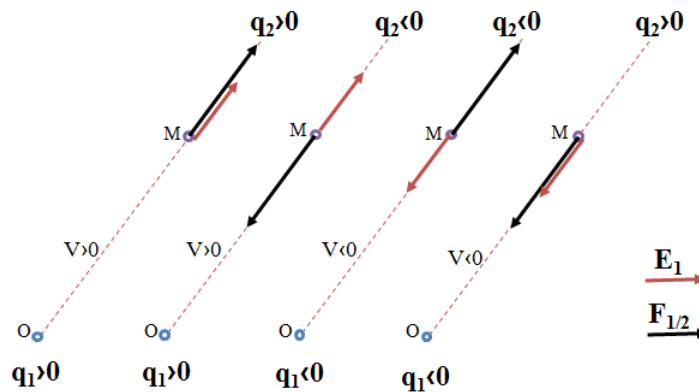 q₂›0 q₂‹0 q₂‹0 q₂›0
M M M M
V›0 V›0 V‹0 V‹0
E₁
F₁/₂
O O O O
q₁›0 q₁›0 q₁‹0 q₁‹0